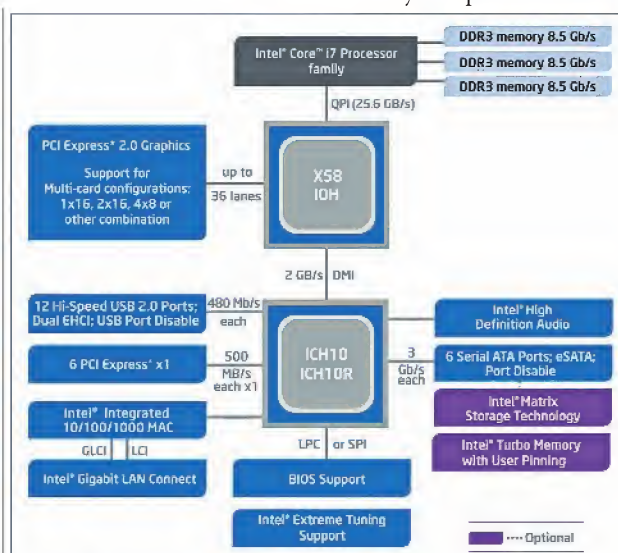 DDR3 memory 8.5 Gb/s
DDR3 memory 8.5 Gb/s
DDR3 memory 8.5 Gb/s
Intel® Core™ i7 Processor
family
QPI (25.6 GB/s)
PCI Express* 2.0 Graphics
Support for
Multi-card configurations:
1x16, 2x16, 4x8 or
other combination
up to
36 lanes
X58
IOH
2 GB/s DMI
12 Hi-Speed USB 2.0 Ports;
Dual EHCI; USB Port Disable
480 Mb/s
each
Intel® High
Definition Audio
6 PCI Express* x1
500
MB/s
each x1
ICH10
ICH10R
3
Gb/s
each
6 Serial ATA Ports; eSATA;
Port Disable
Intel® Matrix
Storage Technology
Intel® Integrated
10/100/1000 MAC
GLCI LCI
LPC or SPI
Intel® Turbo Memory
with User Pinning
Intel® Gigabit LAN Connect
BIOS Support
Intel® Extreme Tuning
Support
Optional